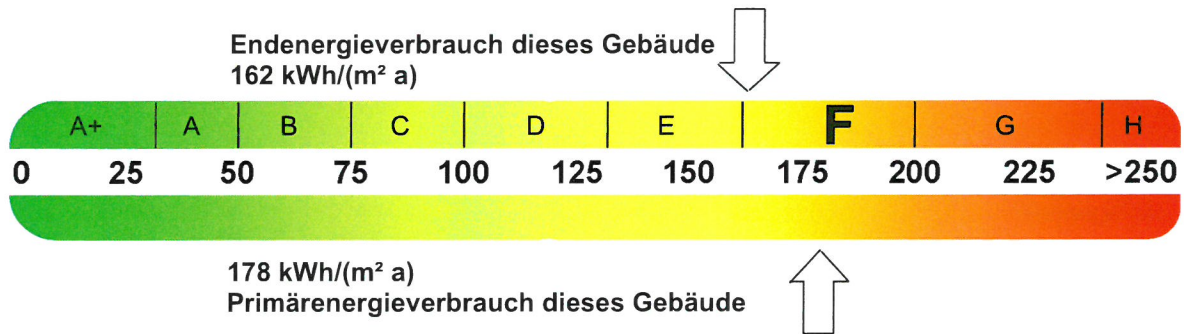 Endenergieverbrauch dieses Gebäude
162 kWh/(m² a)
A+ A B C D E F G H
0 25 50 75 100 125 150 175 200 225 >250
178 kWh/(m² a)
Primärenergieverbrauch dieses Gebäude